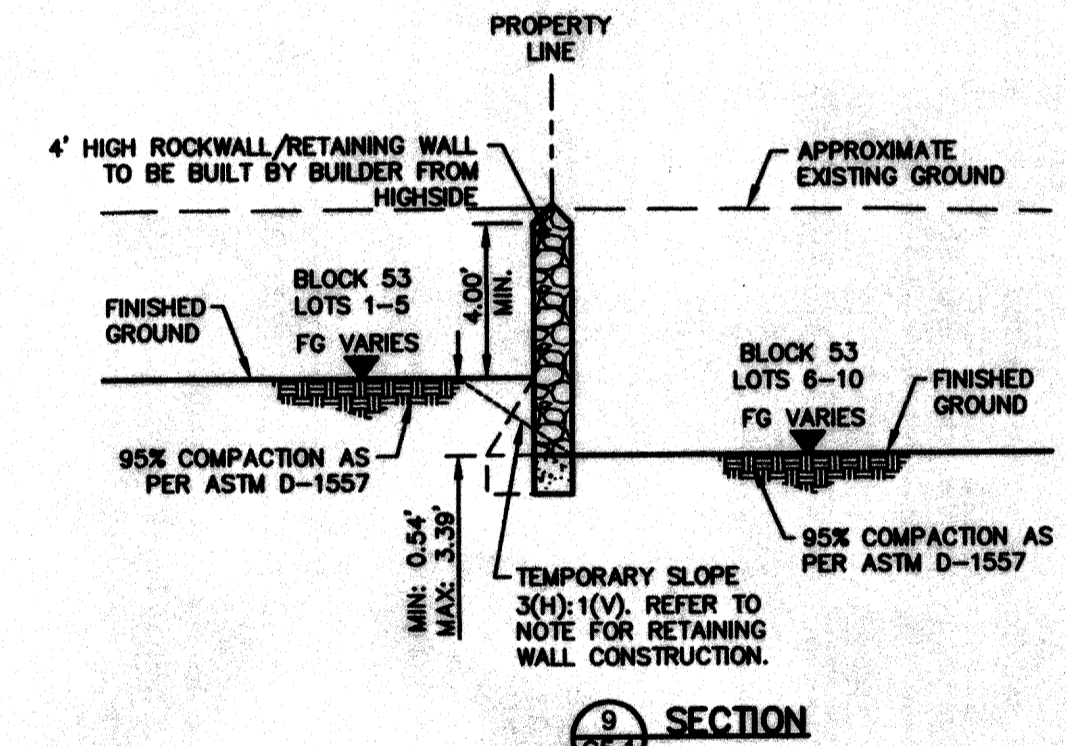 PROPERTY
LINE
4' HIGH ROCKWALL/RETAINING WALL
TO BE BUILT BY BUILDER FROM
HIGHSIDE
APPROXIMATE
EXISTING GROUND
BLOCK 53
LOTS 1-5
FG VARIES
FINISHED
GROUND
4.00'
MIN.
BLOCK 53
LOTS 6-10
FG VARIES
FINISHED
GROUND
95% COMPACTION AS
PER ASTM D-1557
95% COMPACTION AS
PER ASTM D-1557
MIN: 0.54'
MAX: 3.39'
TEMPORARY SLOPE
3(H):1(V). REFER TO
NOTE FOR RETAINING
WALL CONSTRUCTION.
9
SECTION